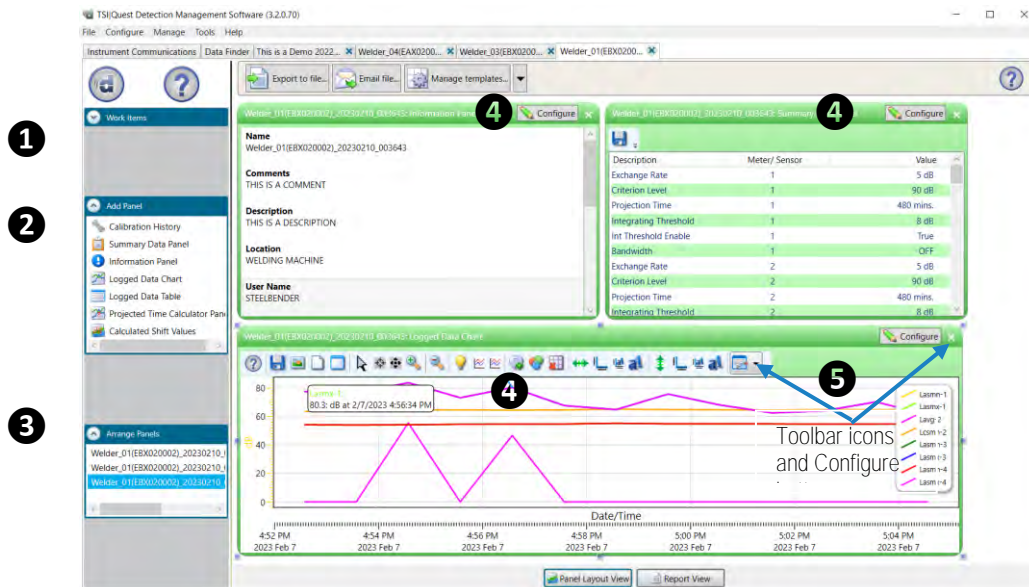 TSI|Quest Detection Management Software (3.2.0.70)
File Configure Manage Tools Help
Instrument Communications Data Finder This is a Demo 2022... Welder_04(EAX0200... Welder_03(EBX0200... Welder_01(EBX0200...
Export to file... Email file... Manage templates...
1
Work Items
2
Add Panel
Calibration History
Summary Data Panel
Information Panel
Logged Data Chart
Logged Data Table
Projected Time Calculator Pan
Calculated Shift Values
3
Arrange Panels
Welder_01(EBX020002)_20230210_
Welder_01(EBX020002)_20230210_
Welder_01(EBX020002)_20230210_
Welder_01(EBX020002)_20230210_003643: Information Pane
4
Configure
Name
Welder_01(EBX020002)_20230210_003643
Comments
THIS IS A COMMENT
Description
THIS IS A DESCRIPTION
Location
WELDING MACHINE
User Name
STEELBENDER
Welder_01(EBX020002)_20230210_003643: Summary
4
Configure
Description Meter/ Sensor Value
Exchange Rate 1 5 dB
Criterion Level 1 90 dB
Projection Time 1 480 mins.
Integrating Threshold 1 8 dB
Int Threshold Enable 1 True
Bandwidth 1 OFF
Exchange Rate 2 5 dB
Criterion Level 2 90 dB
Projection Time 2 480 mins.
Integrating Threshold 2 8 dB
Welder_01(EBX020002)_20230210_003643: Logged Data Chart
Configure
4
5
Lasmx-1
80.3: dB at 2/7/2023 4:56:34 PM
80
60
40
20
0
dB
Lasmn-1
Lasmx-1
Lavg-2
Toolbar icons
and Configure
Date/Time
4:52 PM 4:54 PM 4:56 PM 4:58 PM 5:00 PM 5:02 PM 5:04 PM
2023 Feb 7 2023 Feb 7 2023 Feb 7 2023 Feb 7 2023 Feb 7 2023 Feb 7 2023 Feb 7
Panel Layout View Report View